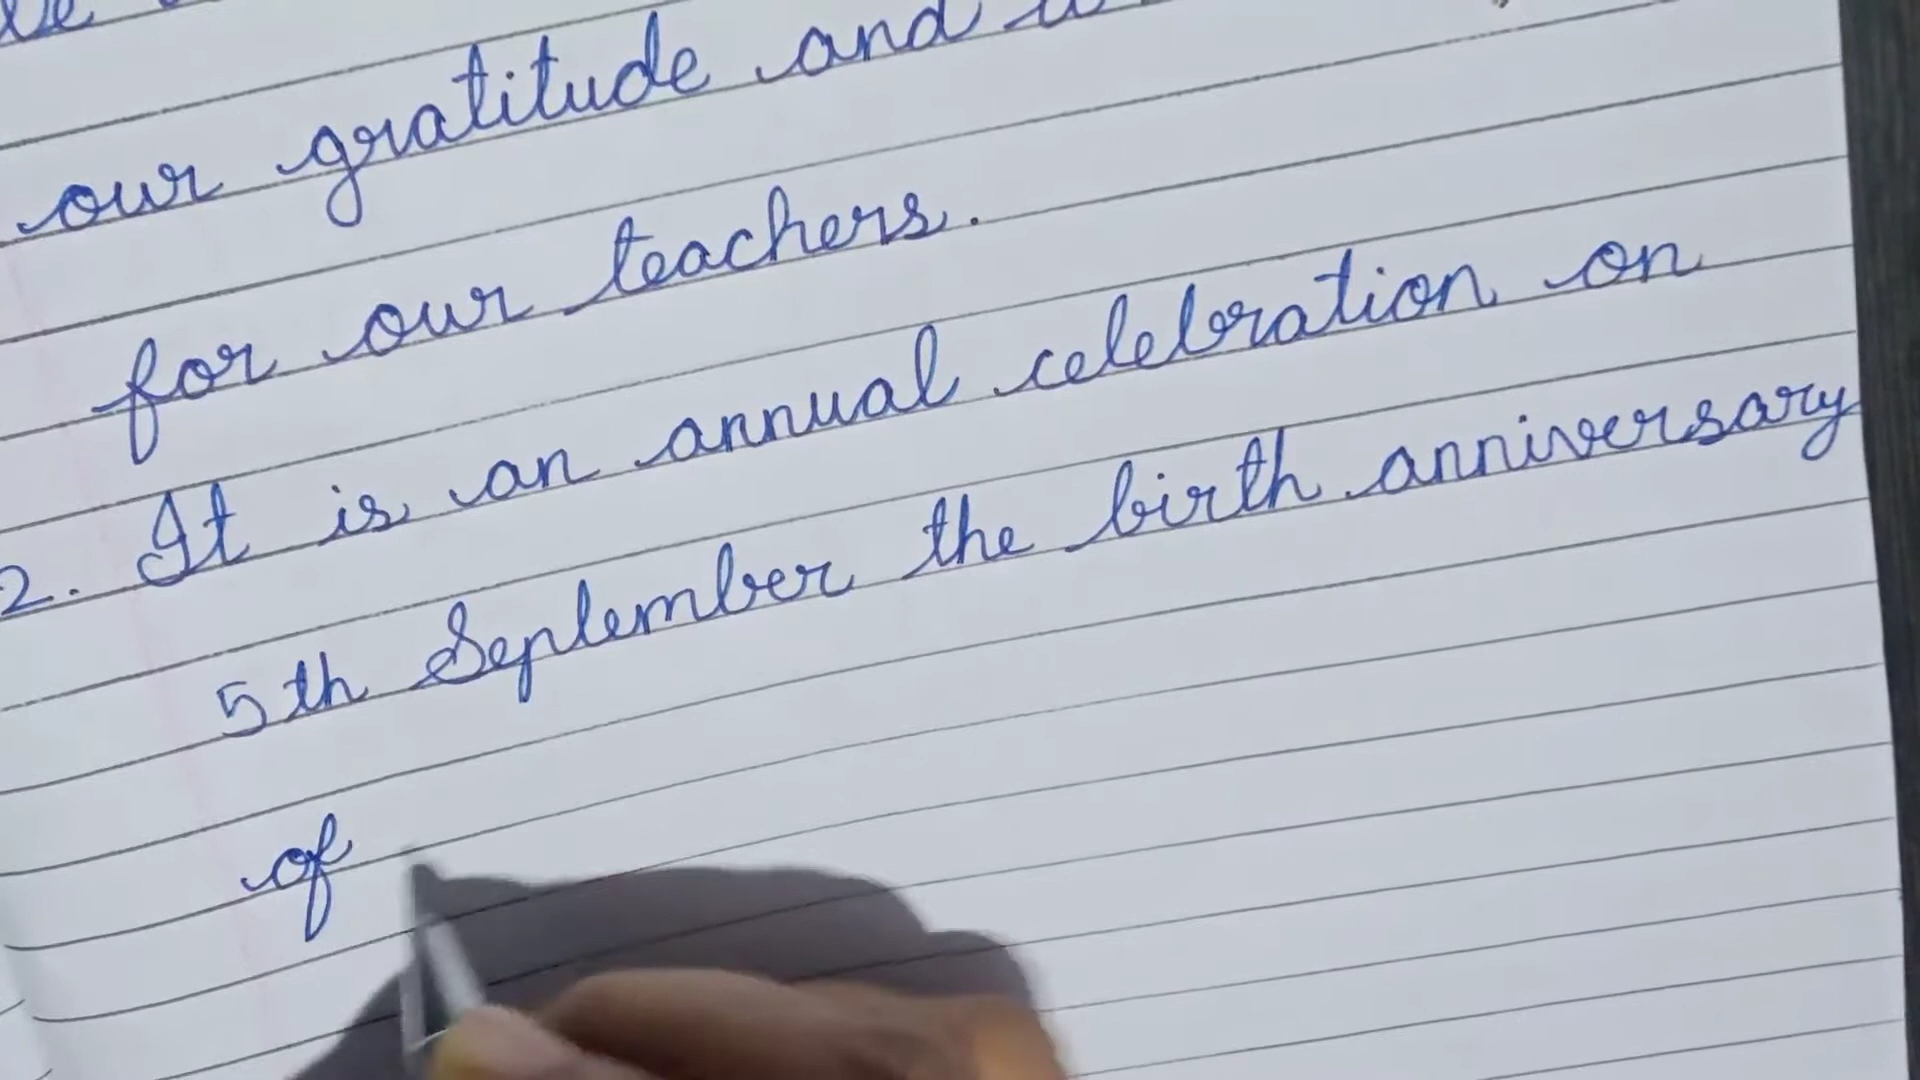 our gratitude and
for our teachers.
2. It is an annual celebration on
5th September the birth anniversary
of